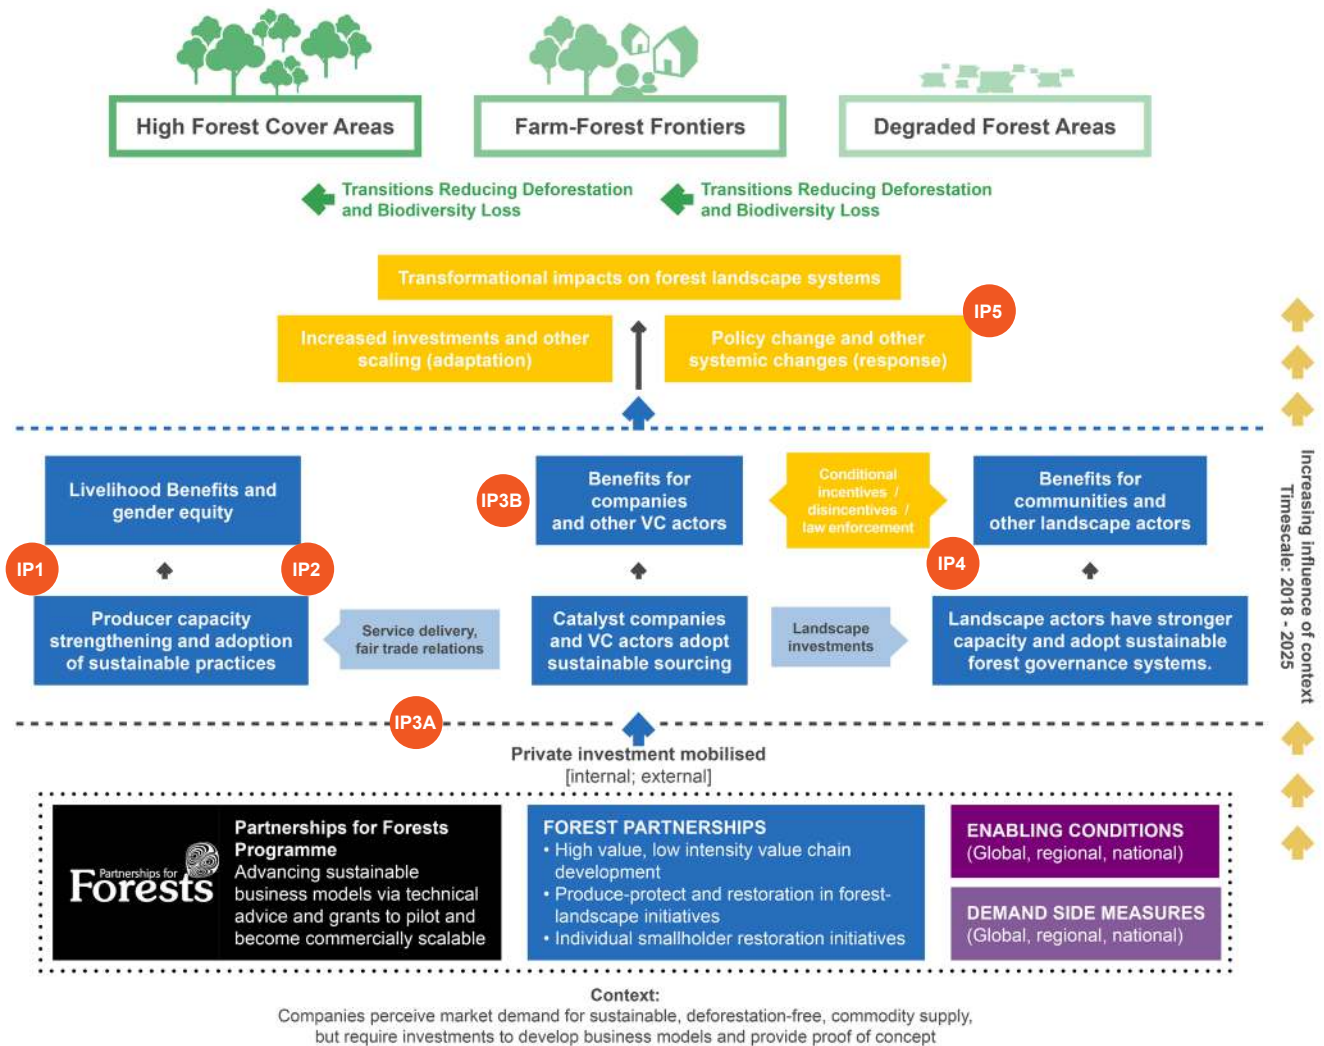 High Forest Cover Areas
Farm-Forest Frontiers
Degraded Forest Areas
Transitions Reducing Deforestation
and Biodiversity Loss
Transitions Reducing Deforestation
and Biodiversity Loss
Transformational impacts on forest landscape systems
IP5
Increased investments and other
scaling (adaptation)
Policy change and other
systemic changes (response)
Livelihood Benefits and
gender equity
IP3B
Benefits for
companies
and other VC actors
Conditional
incentives /
disincentives /
law enforcement
Benefits for
communities and
other landscape actors
IP1
IP2
IP4
Producer capacity
strengthening and adoption
of sustainable practices
Service delivery,
fair trade relations
Catalyst companies
and VC actors adopt
sustainable sourcing
Landscape
investments
Landscape actors have stronger
capacity and adopt sustainable
forest governance systems.
Increasing influence of context
Timescale: 2018 - 2025
IP3A
Private investment mobilised
[internal; external]
Partnerships for
Forests
Partnerships for Forests
Programme
Advancing sustainable
business models via technical
advice and grants to pilot and
become commercially scalable
FOREST PARTNERSHIPS
• High value, low intensity value chain
development
• Produce-protect and restoration in forest-
landscape initiatives
• Individual smallholder restoration initiatives
ENABLING CONDITIONS
(Global, regional, national)
DEMAND SIDE MEASURES
(Global, regional, national)
Context:
Companies perceive market demand for sustainable, deforestation-free, commodity supply,
but require investments to develop business models and provide proof of concept